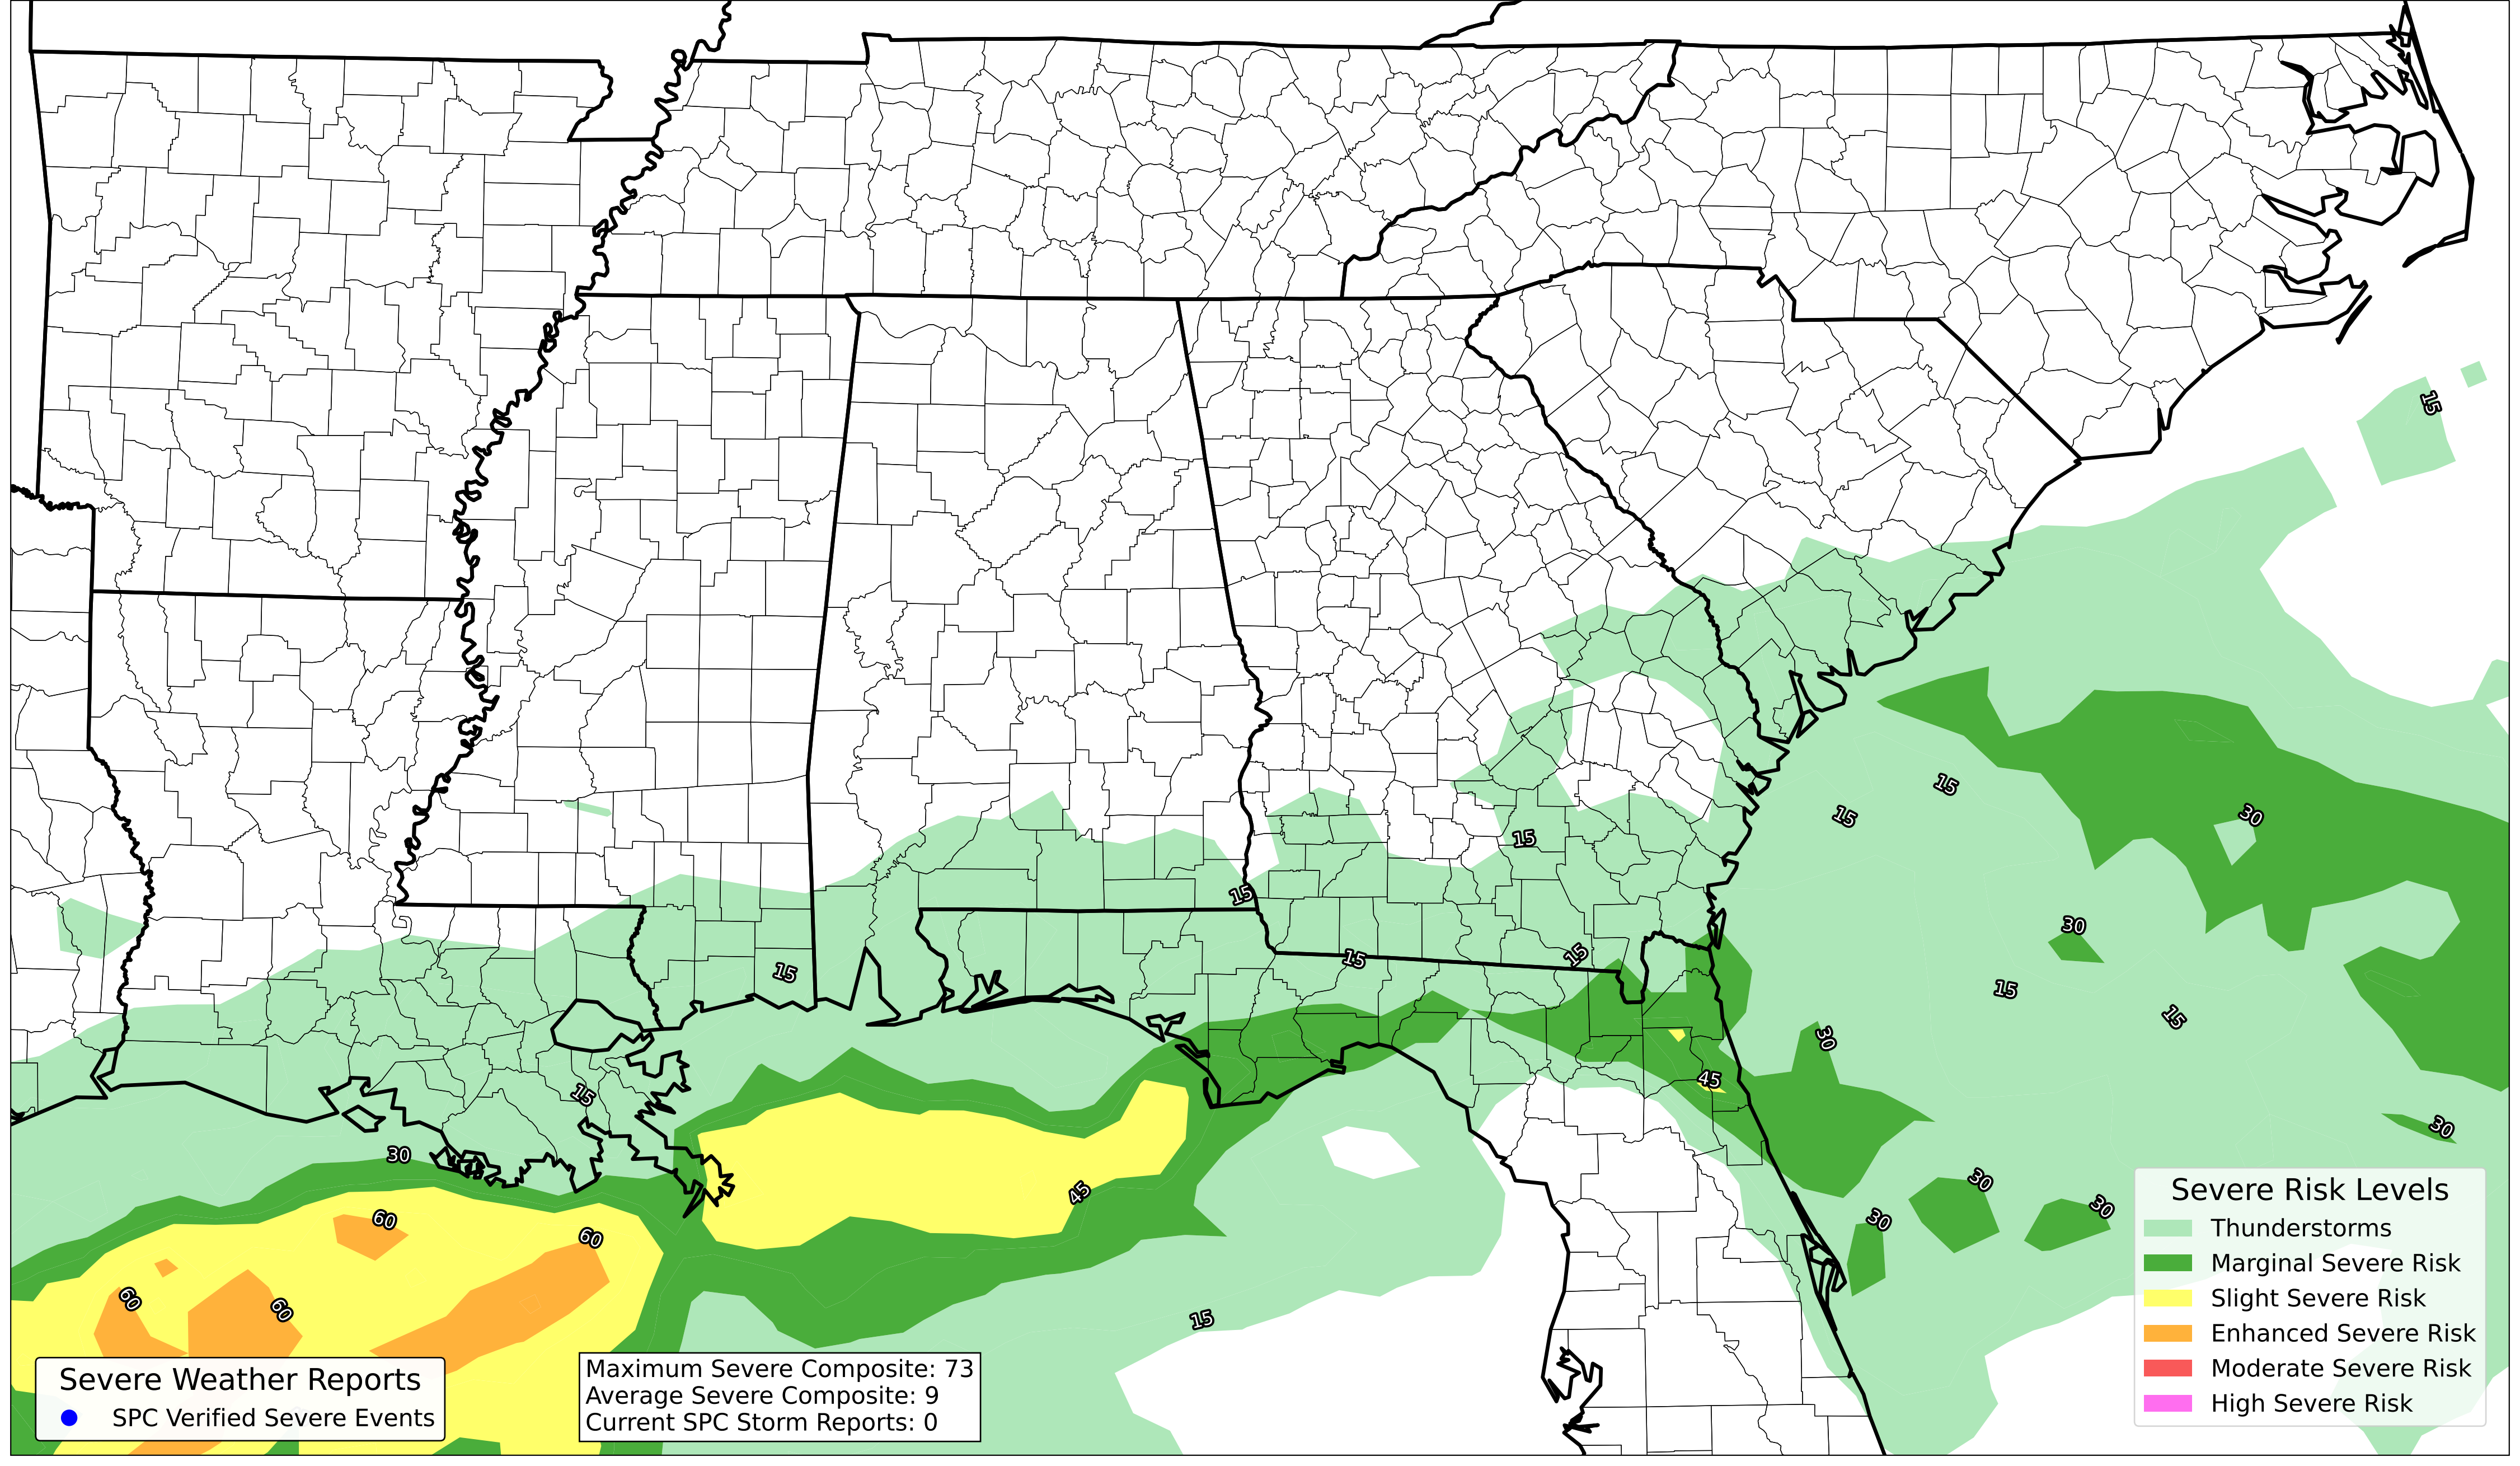 15
15
15
30
15
15
30
15
15
15
15
15
15
30
45
15
30
30
30
45
30
30
60
60
60
60
15
Severe Risk Levels
Thunderstorms
Marginal Severe Risk
Slight Severe Risk
Enhanced Severe Risk
Moderate Severe Risk
High Severe Risk
Severe Weather Reports
SPC Verified Severe Events
Maximum Severe Composite: 73
Average Severe Composite: 9
Current SPC Storm Reports: 0